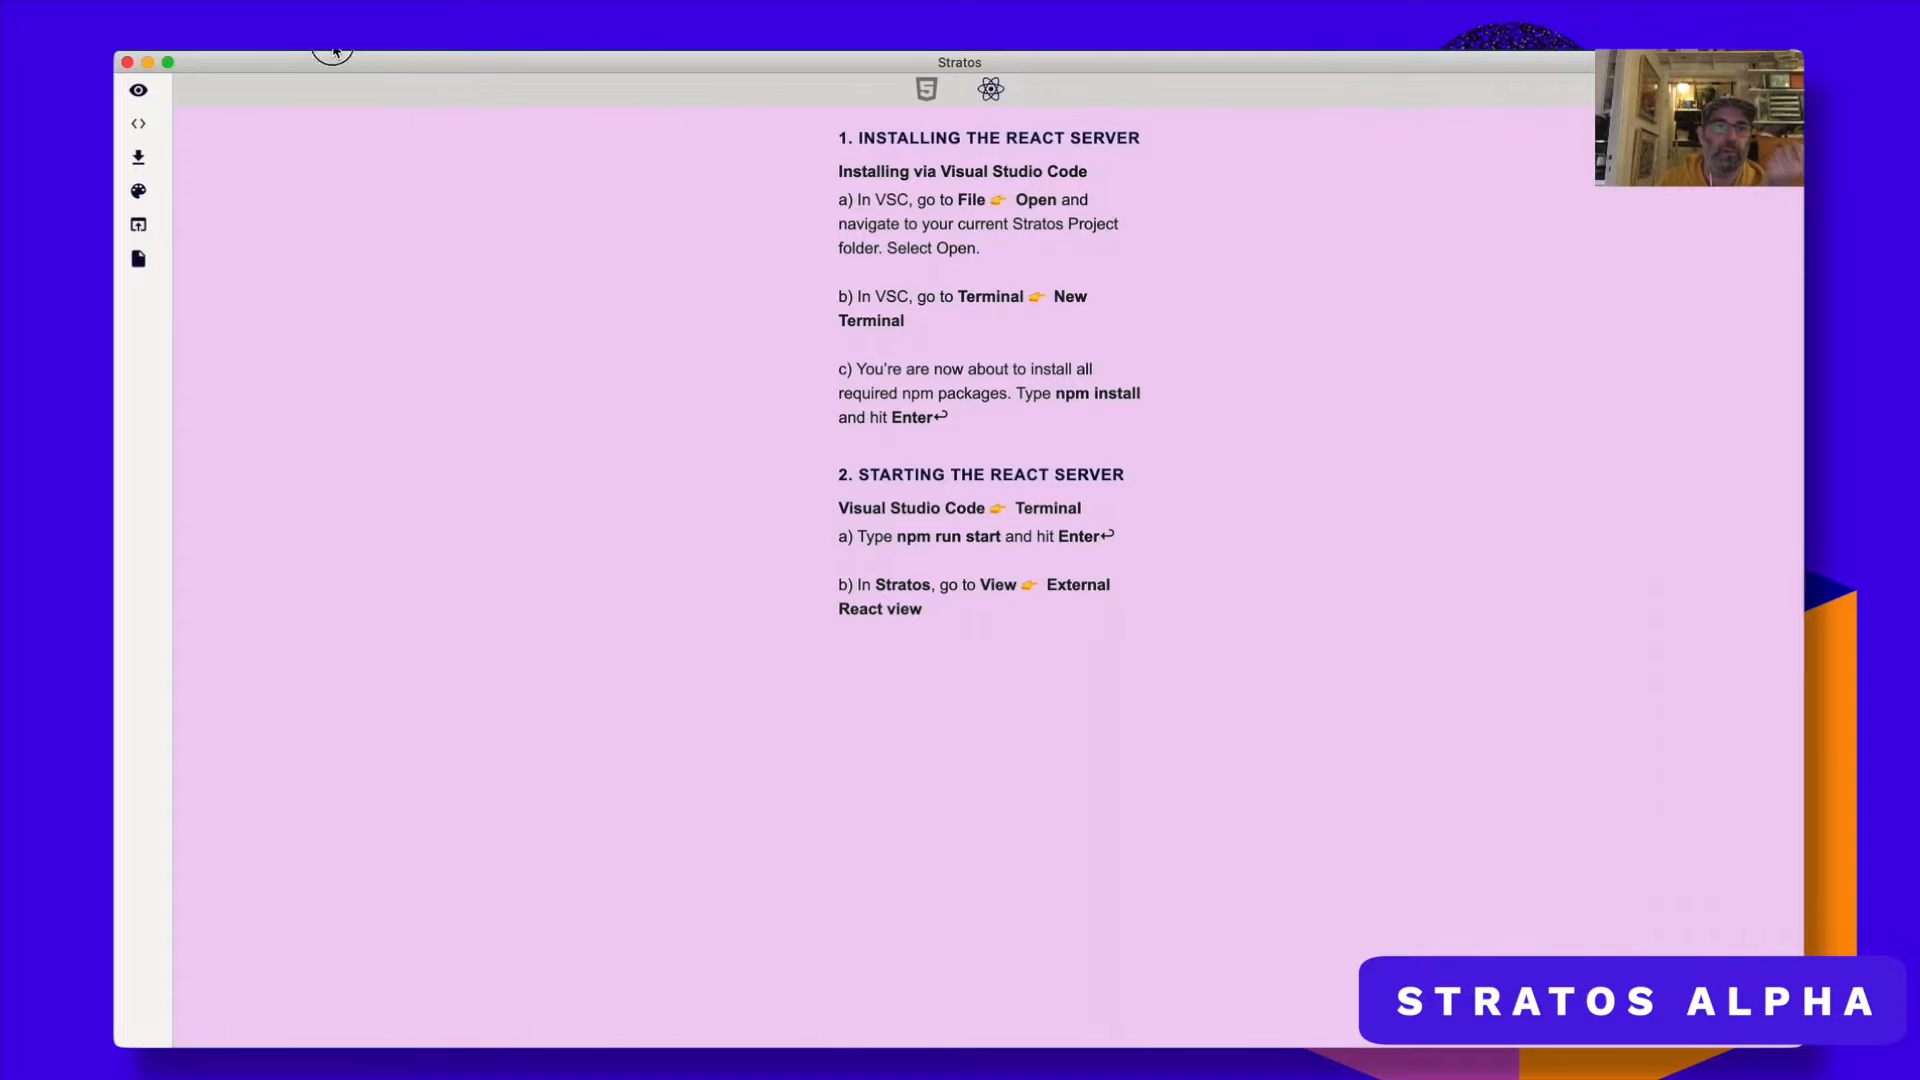 Stratos
1. INSTALLING THE REACT SERVER
Installing via Visual Studio Code
a) In VSC, go to File 👉 Open and
navigate to your current Stratos Project
folder. Select Open.
b) In VSC, go to Terminal 👉 New
Terminal
c) You’re are now about to install all
required npm packages. Type npm install
and hit Enter↩
2. STARTING THE REACT SERVER
Visual Studio Code 👉 Terminal
a) Type npm run start and hit Enter↩
b) In Stratos, go to View 👉 External
React view
STRATOS ALPHA